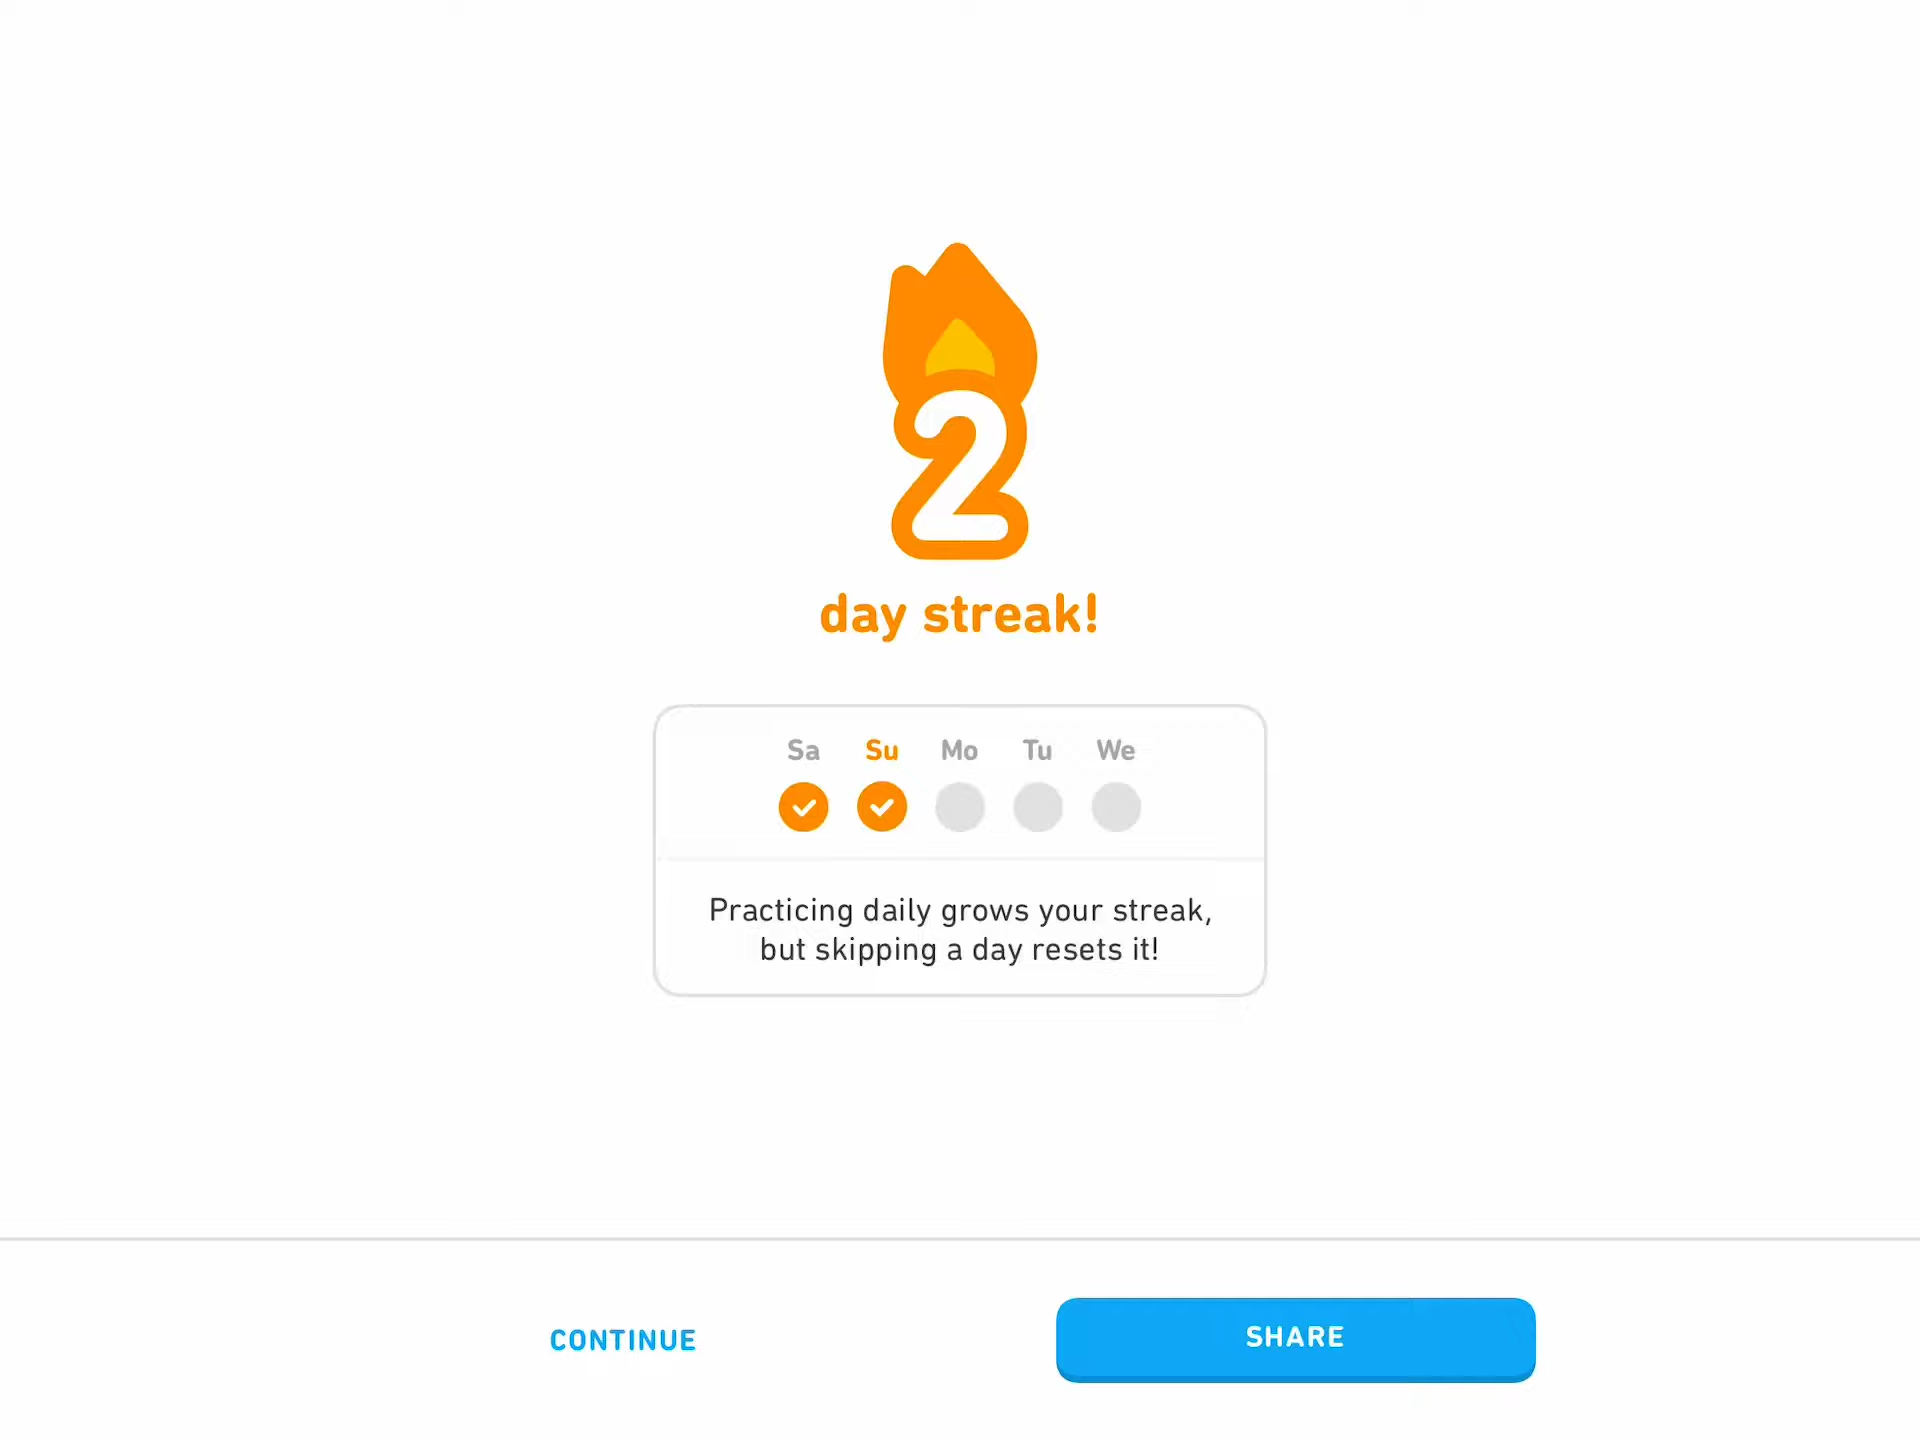 2
day streak!
Sa Su Mo Tu We
Practicing daily grows your streak,
but skipping a day resets it!
CONTINUE
SHARE